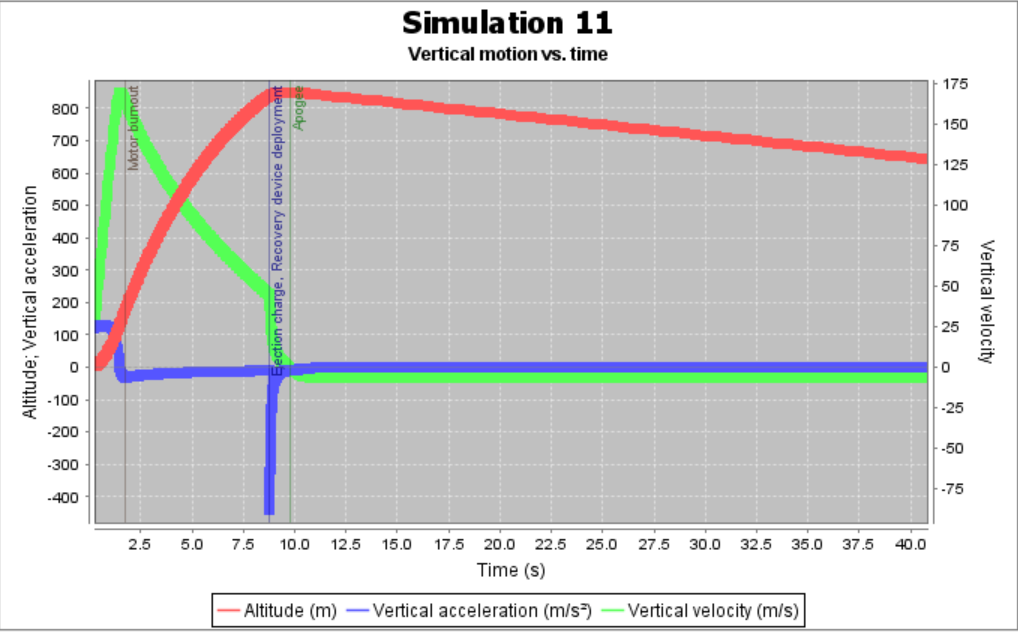 Simulation 11
Vertical motion vs. time
Altitude; Vertical acceleration
800
700
600
500
400
300
200
100
0
-100
-200
-300
-400
Motor burnout
Ejection charge, Recovery device deployment
Apogee
175
150
125
100
75
50
25
0
-25
-50
-75
Vertical velocity
2.5 5.0 7.5 10.0 12.5 15.0 17.5 20.0 22.5 25.0 27.5 30.0 32.5 35.0 37.5 40.0
Time (s)
Altitude (m) Vertical acceleration (m/s²) Vertical velocity (m/s)